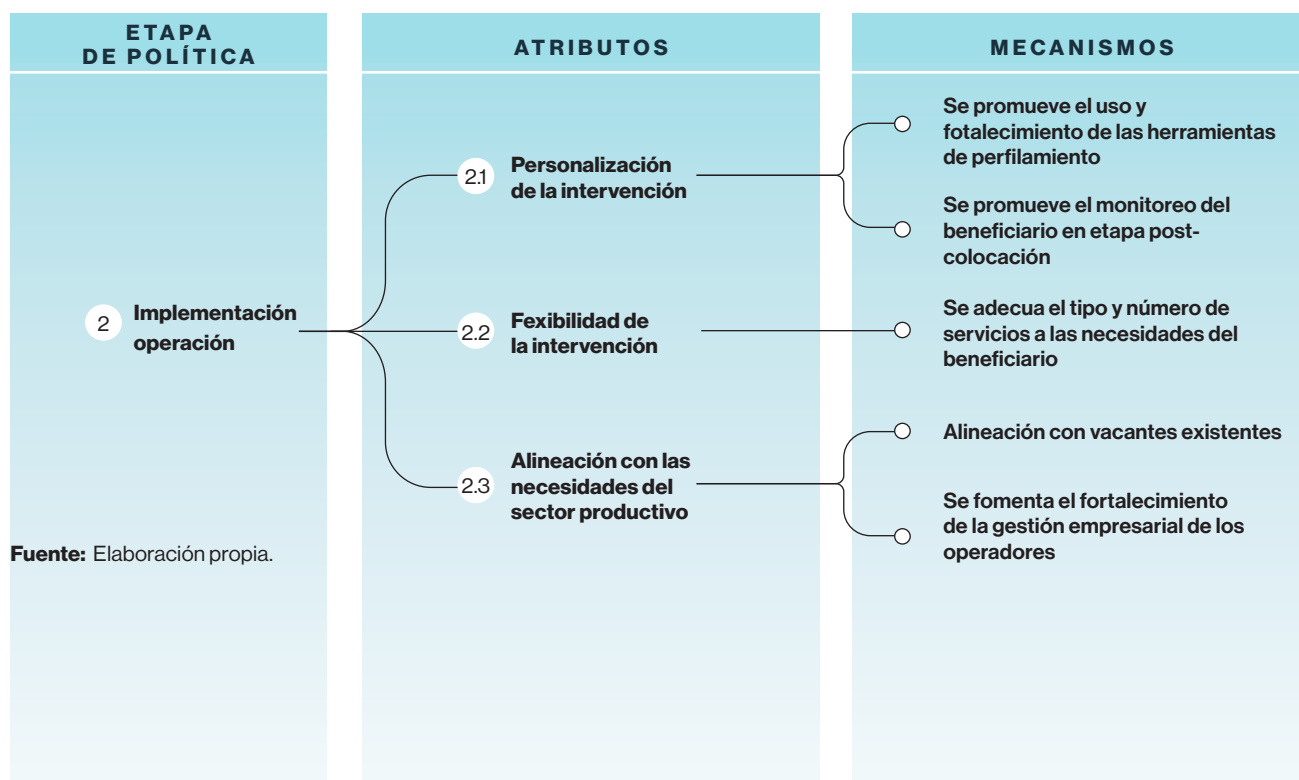 ETAPA
DE POLÍTICA
ATRIBUTOS
MECANISMOS
2
Implementación
operación
2.1
Personalización
de la intervención
Se promueve el uso y
fotalecimiento de las herramientas
de perfilamiento
Se promueve el monitoreo del
beneficiario en etapa post-
colocación
2.2
Fexibilidad de
la intervención
Se adecua el tipo y número de
servicios a las necesidades del
beneficiario
2.3
Alineación con las
necesidades del
sector productivo
Alineación con vacantes existentes
Se fomenta el fortalecimiento
de la gestión empresarial de los
operadores
Fuente: Elaboración propia.